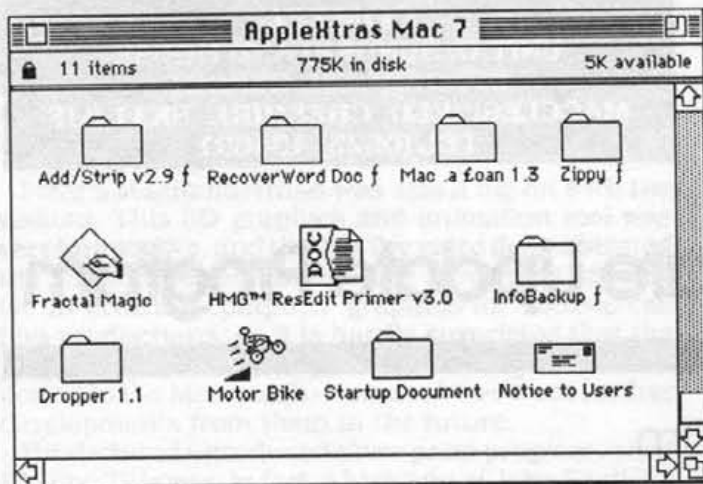 AppleXtras Mac 7
11 items 775K in disk 5K available
Add/Strip v2.9 ƒ RecoverWord Doc ƒ Mac .a £oan 1.3 Zippy ƒ
DOC
Fractal Magic HMG™ ResEdit Primer v3.0 InfoBackup ƒ
Dropper 1.1 Motor Bike Startup Document Notice to Users